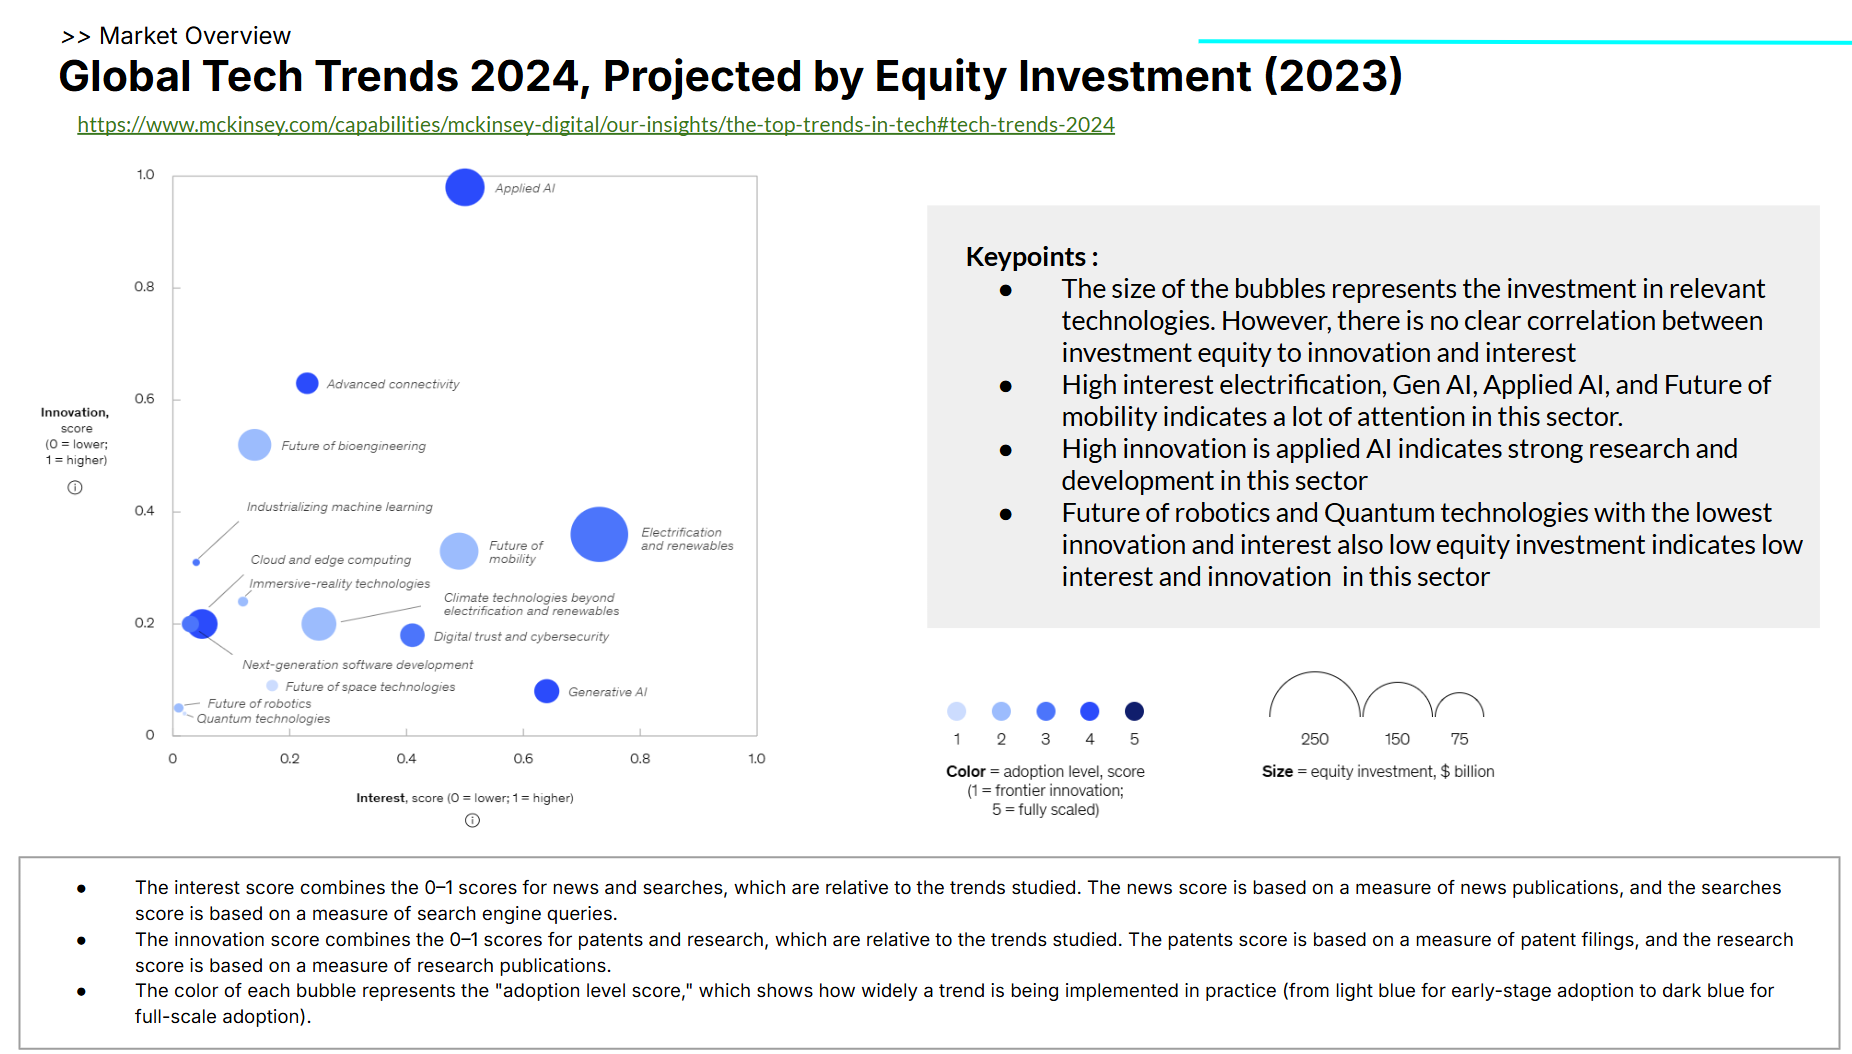 >> Market Overview
Global Tech Trends 2024, Projected by Equity Investment (2023)
https://www.mckinsey.com/capabilities/mckinsey-digital/our-insights/the-top-trends-in-tech#tech-trends-2024
1.0
0.8
0.6
0.4
0.2
0
Innovation,
score
(0 = lower;
1 = higher)
Applied AI
Advanced connectivity
Future of bioengineering
Industrializing machine learning
Electrification
and renewables
Future of
mobility
Cloud and edge computing
Immersive-reality technologies
Climate technologies beyond
electrification and renewables
Digital trust and cybersecurity
Next-generation software development
Future of space technologies
Generative AI
Future of robotics
Quantum technologies
0 0.2 0.4 0.6 0.8 1.0
Interest, score (0 = lower; 1 = higher)
Keypoints :
● The size of the bubbles represents the investment in relevant
technologies. However, there is no clear correlation between
investment equity to innovation and interest
● High interest electrification, Gen AI, Applied AI, and Future of
mobility indicates a lot of attention in this sector.
● High innovation is applied AI indicates strong research and
development in this sector
● Future of robotics and Quantum technologies with the lowest
innovation and interest also low equity investment indicates low
interest and innovation in this sector
1 2 3 4 5
Color = adoption level, score
(1 = frontier innovation;
5 = fully scaled)
250 150 75
Size = equity investment, $ billion
● The interest score combines the 0–1 scores for news and searches, which are relative to the trends studied. The news score is based on a measure of news publications, and the searches
score is based on a measure of search engine queries.
● The innovation score combines the 0–1 scores for patents and research, which are relative to the trends studied. The patents score is based on a measure of patent filings, and the research
score is based on a measure of research publications.
● The color of each bubble represents the "adoption level score," which shows how widely a trend is being implemented in practice (from light blue for early-stage adoption to dark blue for
full-scale adoption).